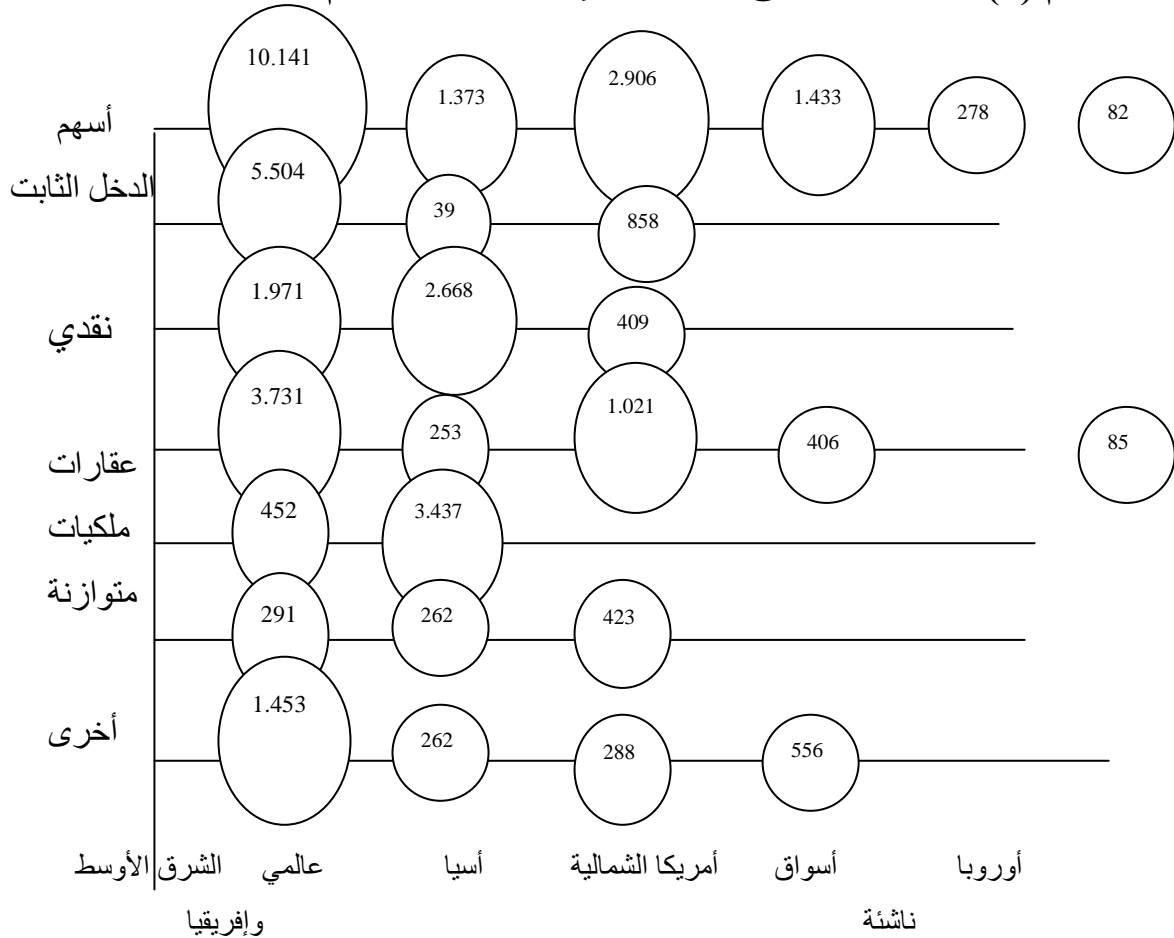 10.141 1.373 2.906 1.433 278 82
أسهم
5.504 39 858
الدخل الثابت
1.971 2.668 409
نقدي
3.731 253 1.021 406 85
عقارات
452 3.437
ملكيات
291 262 423
متوازنة
1.453 262 288 556
أخرى
الشرق الأوسط عالمي أسيا أمريكا الشمالية أسواق أوروبا
وإفريقيا ناشئة